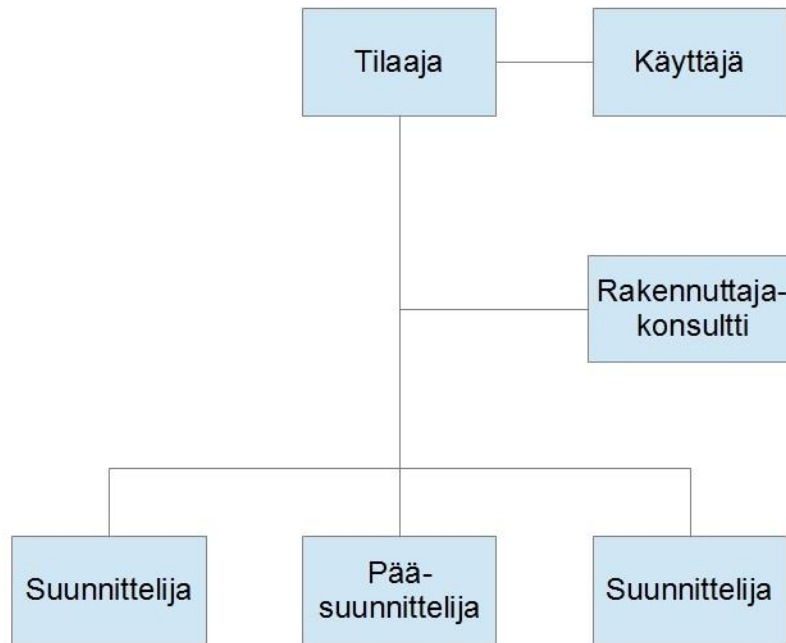 Tilaaja
Käyttäjä
Rakennuttaja-
konsultti
Suunnittelija
Pää-
suunnittelija
Suunnittelija